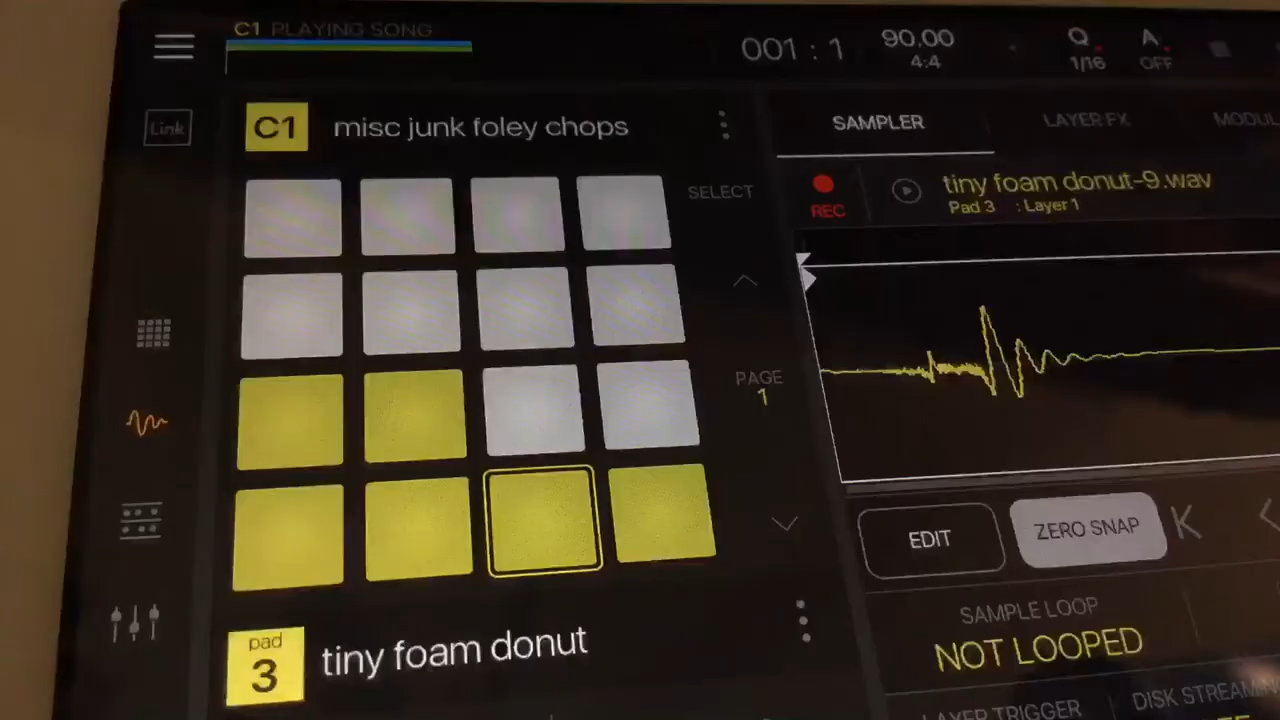 C1 PLAYING SONG
001 : 1
90.00
4:4
Q
1/16
A
OFF
Link
C1
misc junk foley chops
SELECT
PAGE
1
pad
3
tiny foam donut
SAMPLER
LAYER FX
REC
tiny foam donut-9.wav
Pad 3 : Layer 1
EDIT
ZERO SNAP
SAMPLE LOOP
NOT LOOPED
LAYER TRIGGER
DISK STREAMING